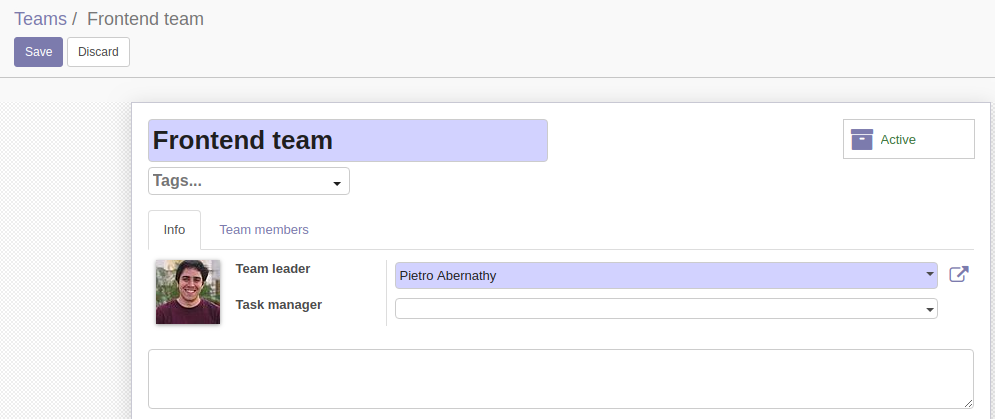 Teams / Frontend team
Save Discard
Frontend team
Active
Tags...
Info Team members
Team leader Pietro Abernathy
Task manager